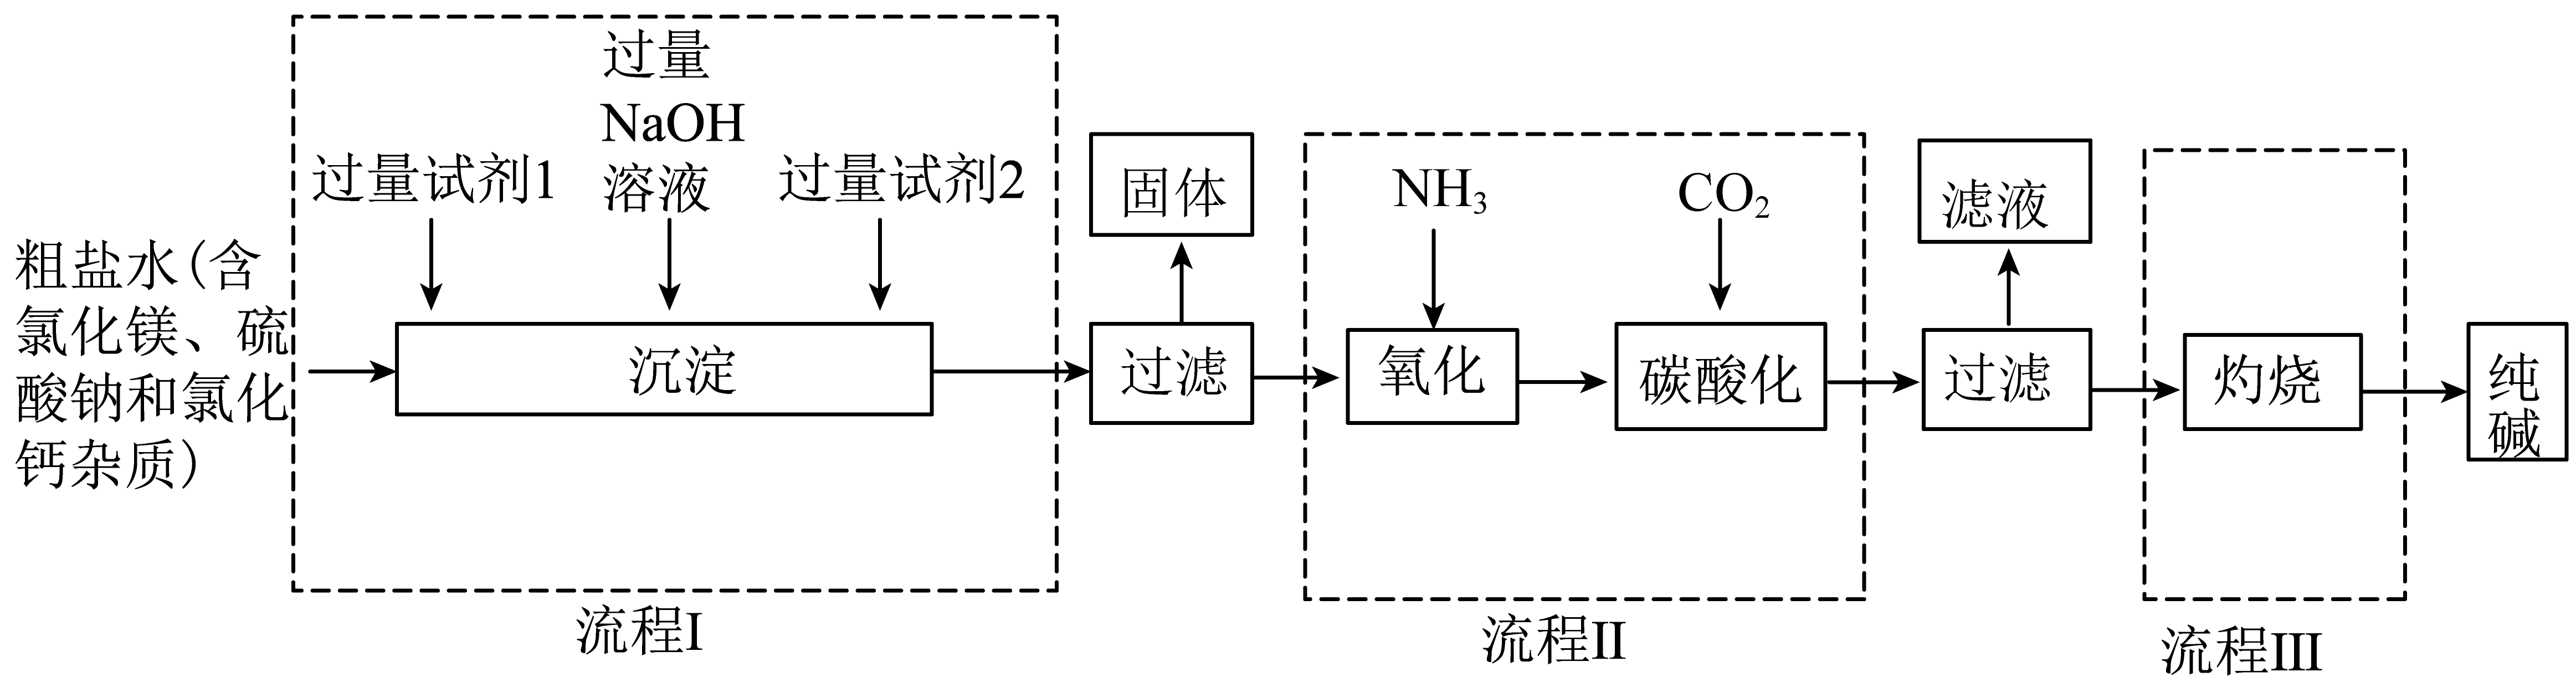 粗盐水(含
氯化镁、硫
酸钠和氯化
钙杂质)
过量试剂1
过量
NaOH
溶液
过量试剂2
沉淀
流程I
固体
过滤
NH₃
CO₂
氧化
碳酸化
流程II
滤液
过滤
灼烧
流程III
纯
碱